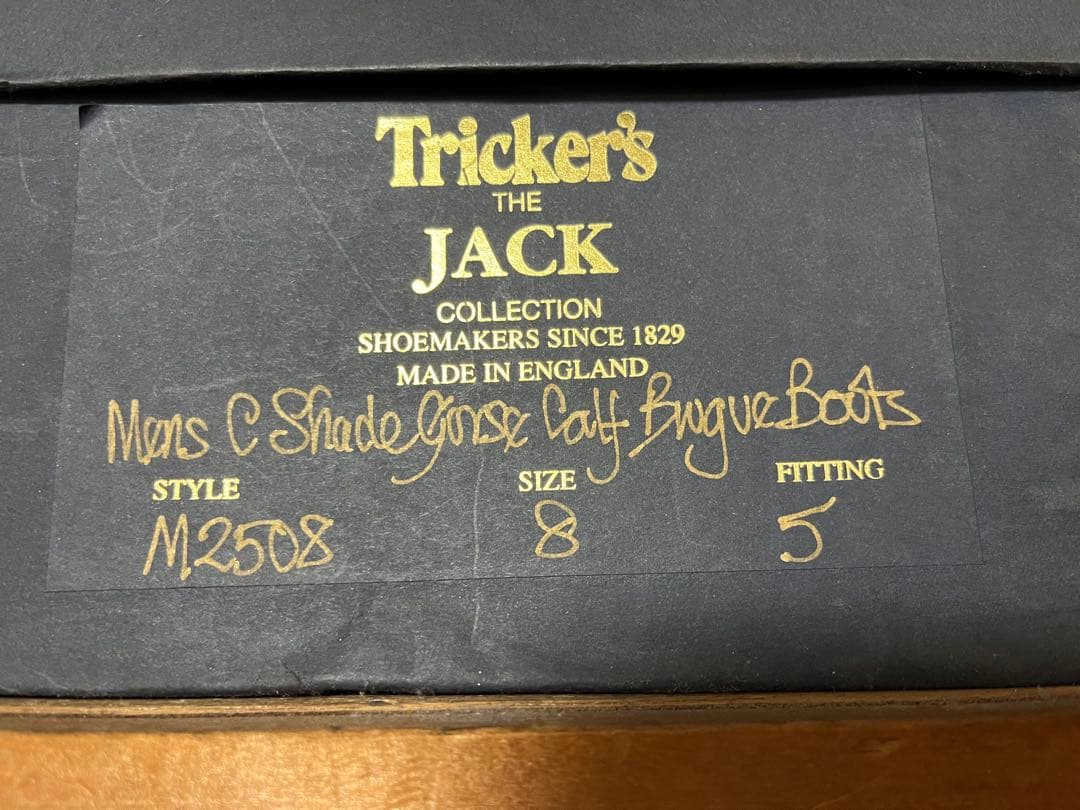 Tricker's
THE
JACK
COLLECTION
SHOEMAKERS SINCE 1829
MADE IN ENGLAND
Mens C Shade Gorse Calf Brogue Boots
STYLE SIZE FITTING
M2508 8 5